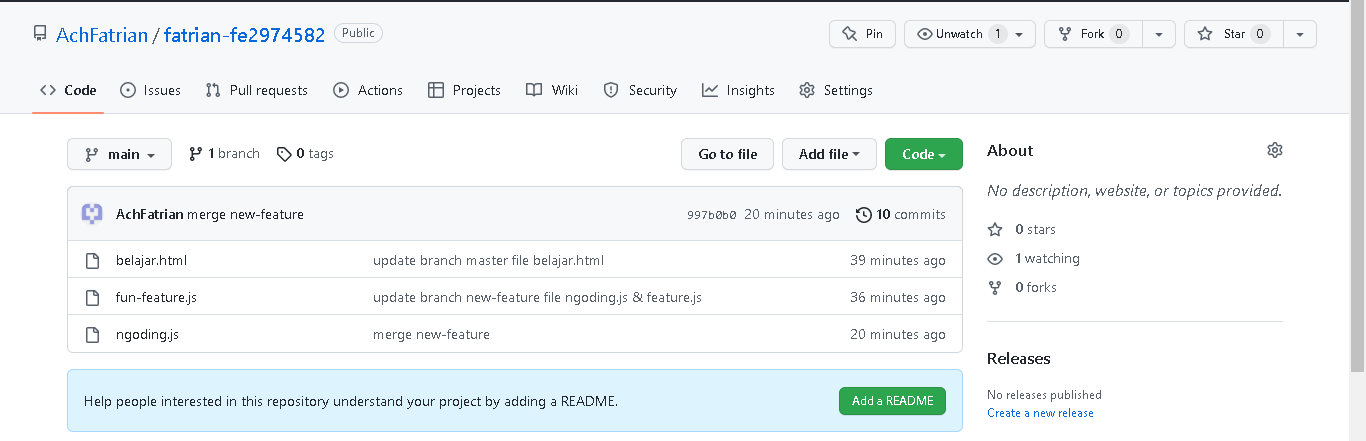 AchFatrian / fatrian-fe2974582 Public Pin Unwatch 1 Fork 0 Star 0
Code Issues Pull requests Actions Projects Wiki Security Insights Settings
main 1 branch 0 tags Go to file Add file Code
AchFatrian merge new-feature 997b0b0 20 minutes ago 10 commits
belajar.html update branch master file belajar.html 39 minutes ago
fun-feature.js update branch new-feature file ngoding.js & feature.js 36 minutes ago
ngoding.js merge new-feature 20 minutes ago
Help people interested in this repository understand your project by adding a README. Add a README
About
No description, website, or topics provided.
0 stars
1 watching
0 forks
Releases
No releases published
Create a new release